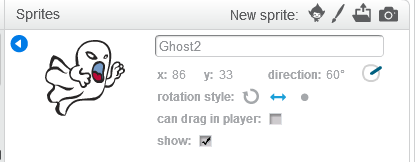 Sprites New sprite:
Ghost2
x: 86 y: 33 direction: 60°
rotation style:
can drag in player:
show: